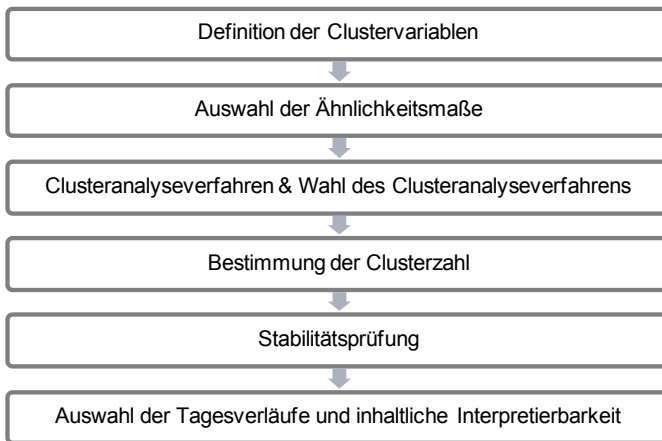 Definition der Clustervariablen
Auswahl der Ähnlichkeitsmaße
Clusteranalyseverfahren & Wahl des Clusteranalyseverfahrens
Bestimmung der Clusterzahl
Stabilitätsprüfung
Auswahl der Tagesverläufe und inhaltliche Interpretierbarkeit